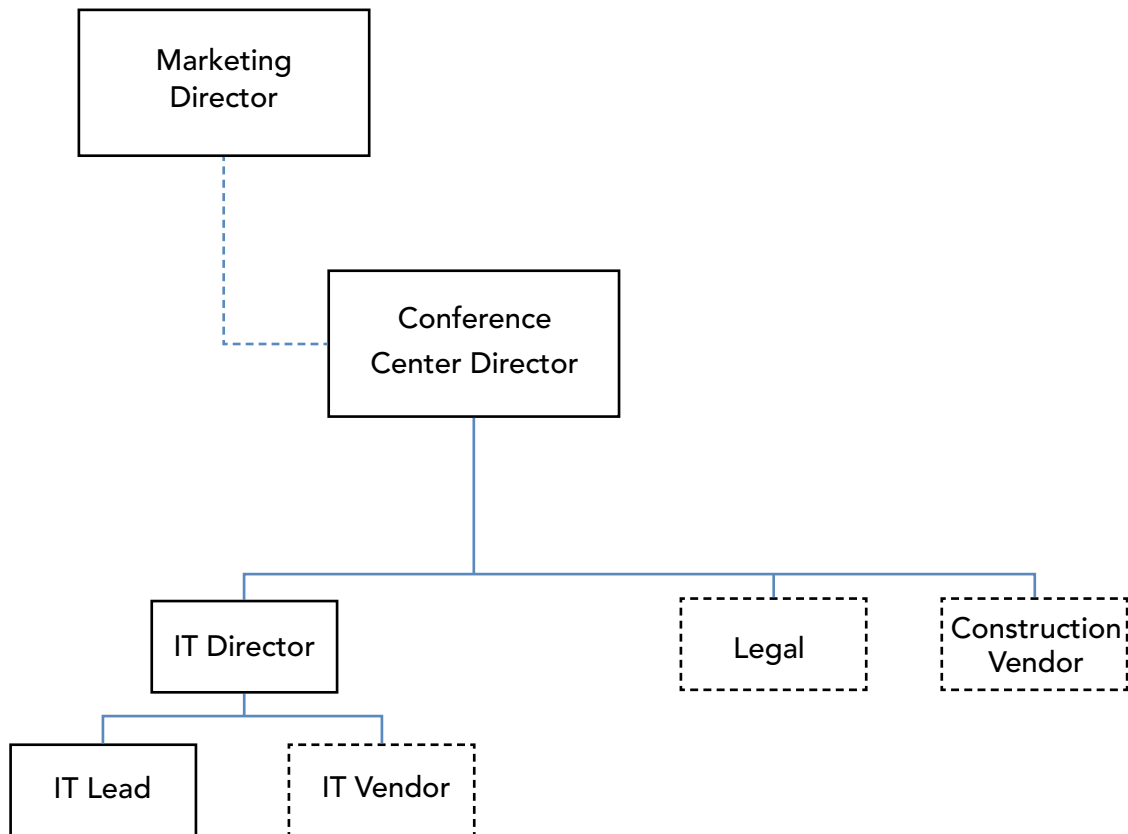 Marketing
Director
Conference
Center Director
IT Director
Legal
Construction
Vendor
IT Lead
IT Vendor